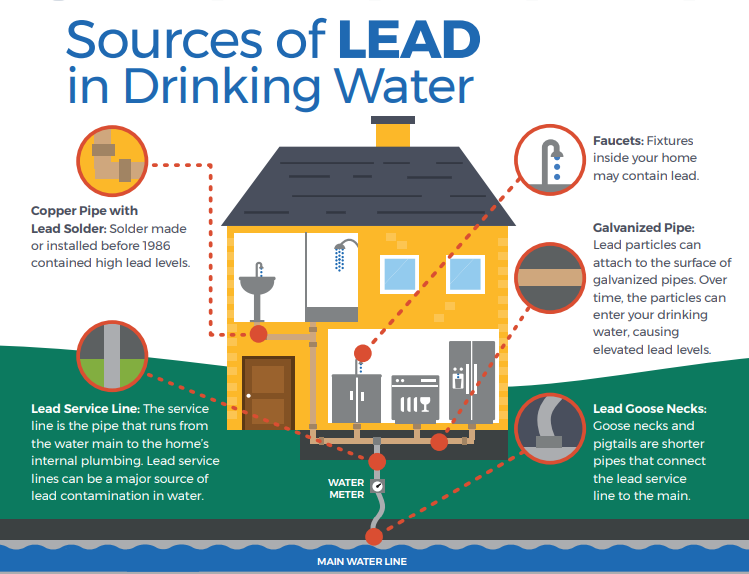 Sources of LEAD
in Drinking Water
Copper Pipe with
Lead Solder: Solder made
or installed before 1986
contained high lead levels.
Lead Service Line: The service
line is the pipe that runs from
the water main to the home's
internal plumbing. Lead service
lines can be a major source of
lead contamination in water.
Faucets: Fixtures
inside your home
may contain lead.
Galvanized Pipe:
Lead particles can
attach to the surface of
galvanized pipes. Over
time, the particles can
enter your drinking
water, causing
elevated lead levels.
Lead Goose Necks:
Goose necks and
pigtails are shorter
pipes that connect
the lead service
line to the main.
WATER
METER
MAIN WATER LINE